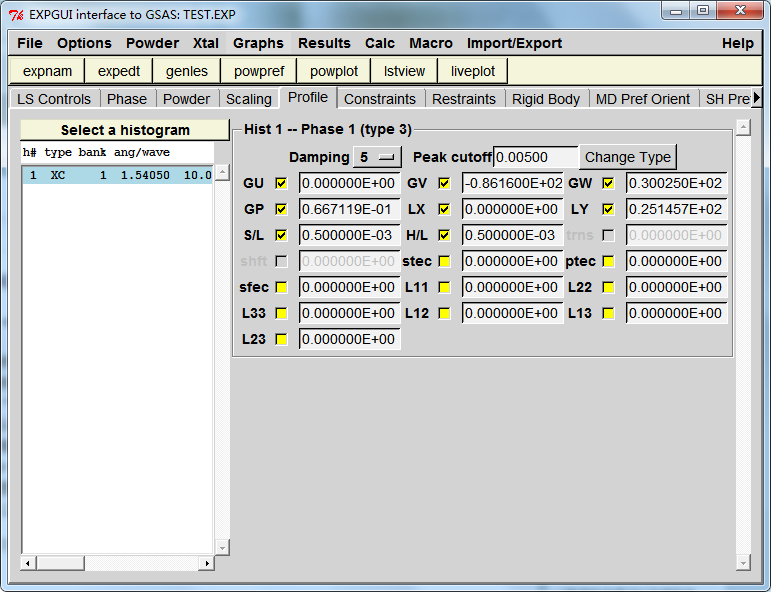 EXPGUI interface to GSAS: TEST.EXP
File Options Powder Xtal Graphs Results Calc Macro Import/Export Help
expnam expedt genles powpref powplot lstview liveplot
LS Controls Phase Powder Scaling Profile Constraints Restraints Rigid Body MD Pref Orient SH Pre
Select a histogram
h# type bank ang/wave
1 XC 1 1.54050 10.0
Hist 1 -- Phase 1 (type 3)
Damping 5 Peak cutoff 0.00500 Change Type
GU 0.000000E+00 GV -0.861600E+02 GW 0.300250E+02
GP 0.667119E-01 LX 0.000000E+00 LY 0.251457E+02
S/L 0.500000E-03 H/L 0.500000E-03 trns 0.000000E+00
shft 0.000000E+00 stec 0.000000E+00 ptec 0.000000E+00
sfec 0.000000E+00 L11 0.000000E+00 L22 0.000000E+00
L33 0.000000E+00 L12 0.000000E+00 L13 0.000000E+00
L23 0.000000E+00